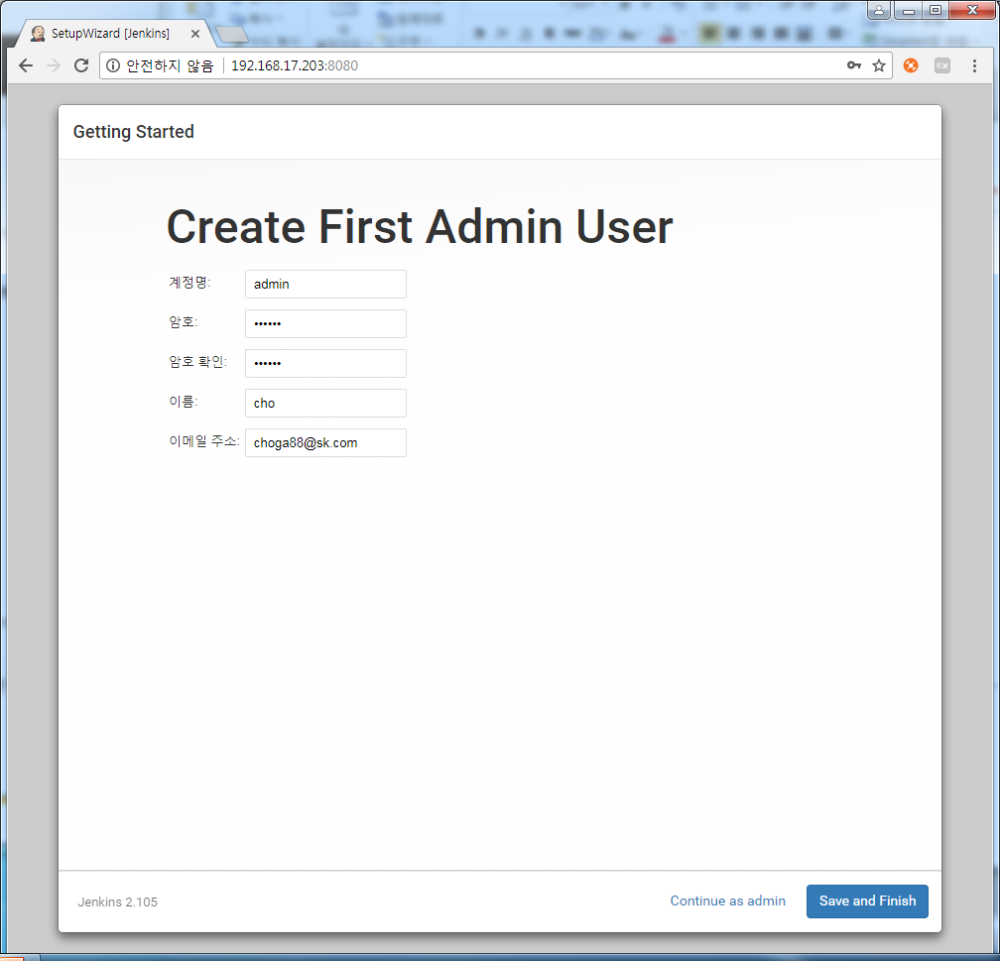 SetupWizard [Jenkins]
안전하지 않음 192.168.17.203:8080
EX
Getting Started
Create First Admin User
계정명: admin
암호: ••••••
암호 확인: ••••••
이름: cho
이메일 주소: choga88@sk.com
Jenkins 2.105 Continue as admin Save and Finish